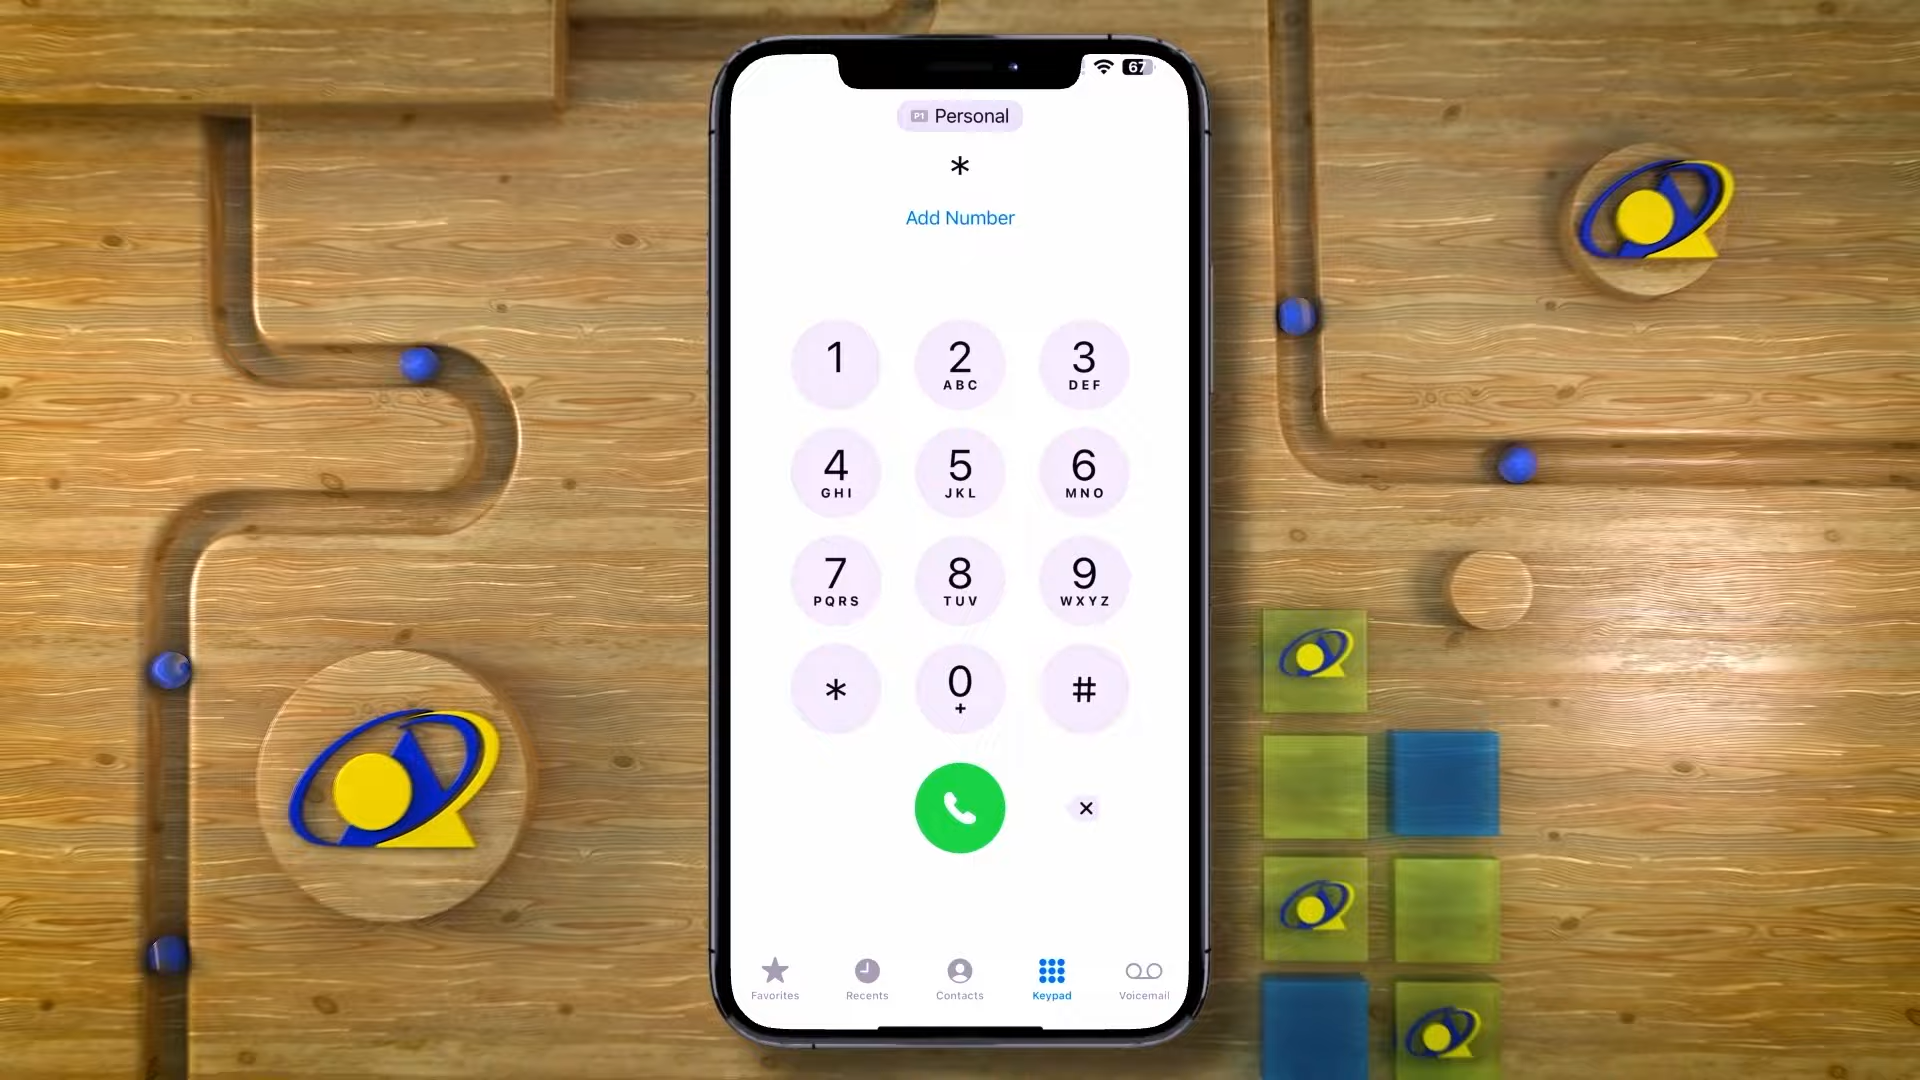 67
P1 Personal
*
Add Number
1
2
ABC
3
DEF
4
GHI
5
JKL
6
MNO
7
PQRS
8
TUV
9
WXYZ
*
0
+
#
Favorites
Recents
Contacts
Keypad
Voicemail